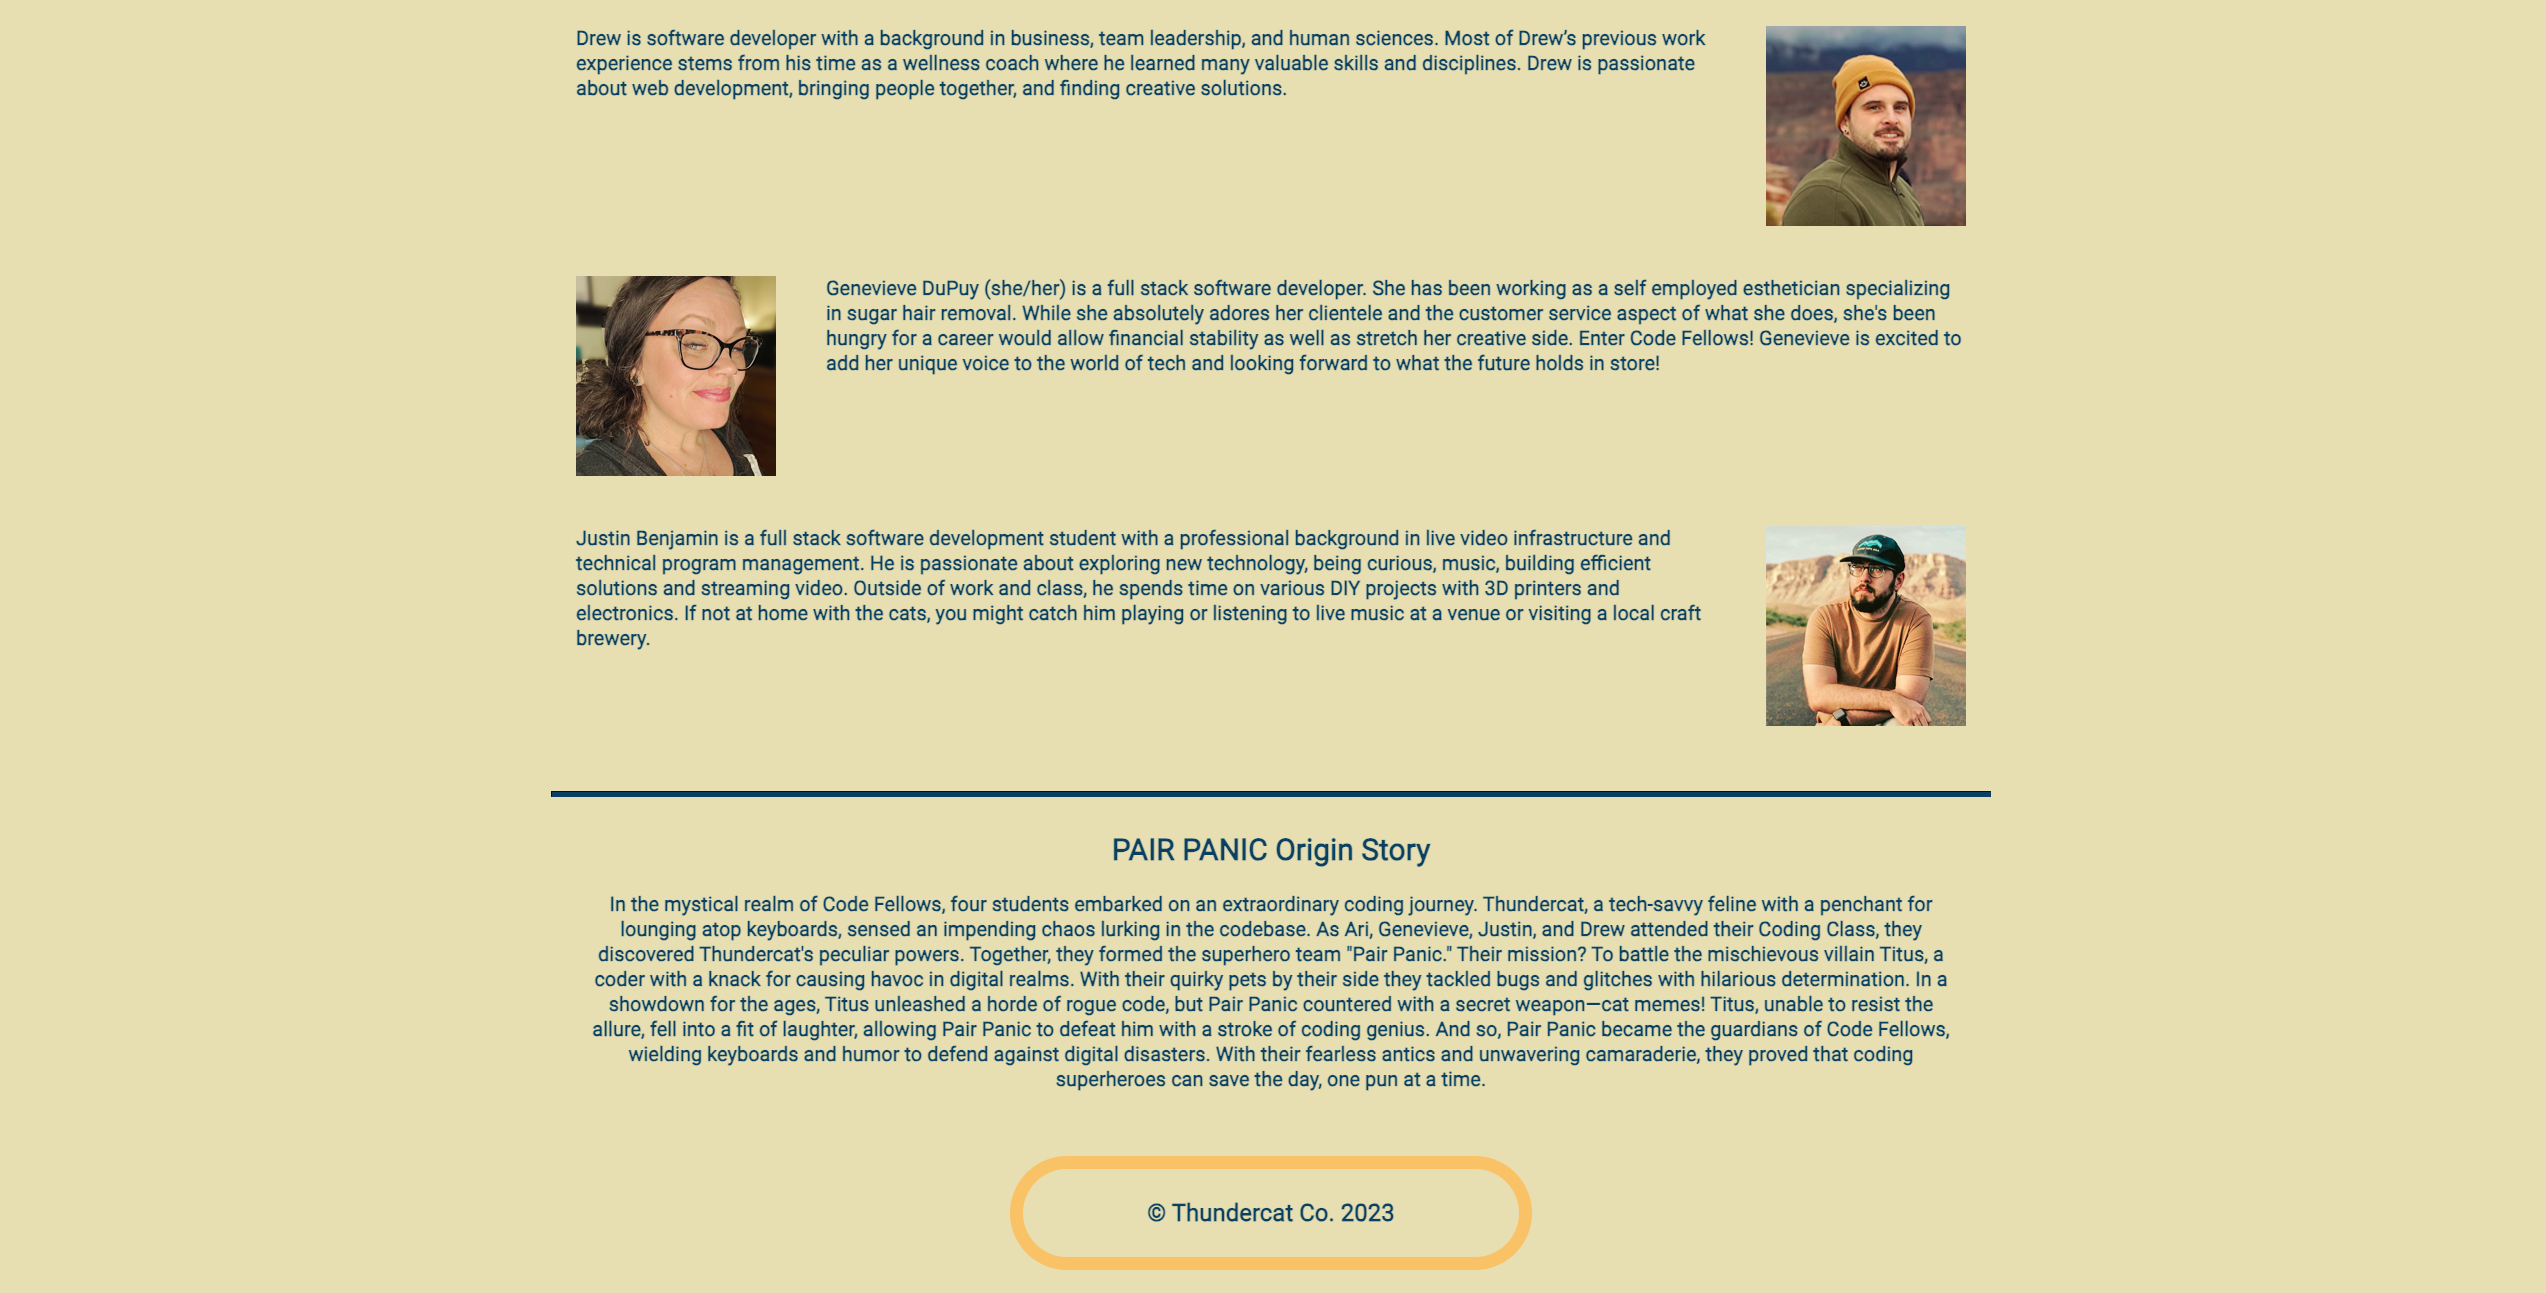 Drew is software developer with a background in business, team leadership, and human sciences. Most of Drew’s previous work
experience stems from his time as a wellness coach where he learned many valuable skills and disciplines. Drew is passionate
about web development, bringing people together, and finding creative solutions.
Genevieve DuPuy (she/her) is a full stack software developer. She has been working as a self employed esthetician specializing
in sugar hair removal. While she absolutely adores her clientele and the customer service aspect of what she does, she's been
hungry for a career would allow financial stability as well as stretch her creative side. Enter Code Fellows! Genevieve is excited to
add her unique voice to the world of tech and looking forward to what the future holds in store!
Justin Benjamin is a full stack software development student with a professional background in live video infrastructure and
technical program management. He is passionate about exploring new technology, being curious, music, building efficient
solutions and streaming video. Outside of work and class, he spends time on various DIY projects with 3D printers and
electronics. If not at home with the cats, you might catch him playing or listening to live music at a venue or visiting a local craft
brewery.
PAIR PANIC Origin Story
In the mystical realm of Code Fellows, four students embarked on an extraordinary coding journey. Thundercat, a tech-savvy feline with a penchant for
lounging atop keyboards, sensed an impending chaos lurking in the codebase. As Ari, Genevieve, Justin, and Drew attended their Coding Class, they
discovered Thundercat's peculiar powers. Together, they formed the superhero team "Pair Panic." Their mission? To battle the mischievous villain Titus, a
coder with a knack for causing havoc in digital realms. With their quirky pets by their side they tackled bugs and glitches with hilarious determination. In a
showdown for the ages, Titus unleashed a horde of rogue code, but Pair Panic countered with a secret weapon—cat memes! Titus, unable to resist the
allure, fell into a fit of laughter, allowing Pair Panic to defeat him with a stroke of coding genius. And so, Pair Panic became the guardians of Code Fellows,
wielding keyboards and humor to defend against digital disasters. With their fearless antics and unwavering camaraderie, they proved that coding
superheroes can save the day, one pun at a time.
© Thundercat Co. 2023